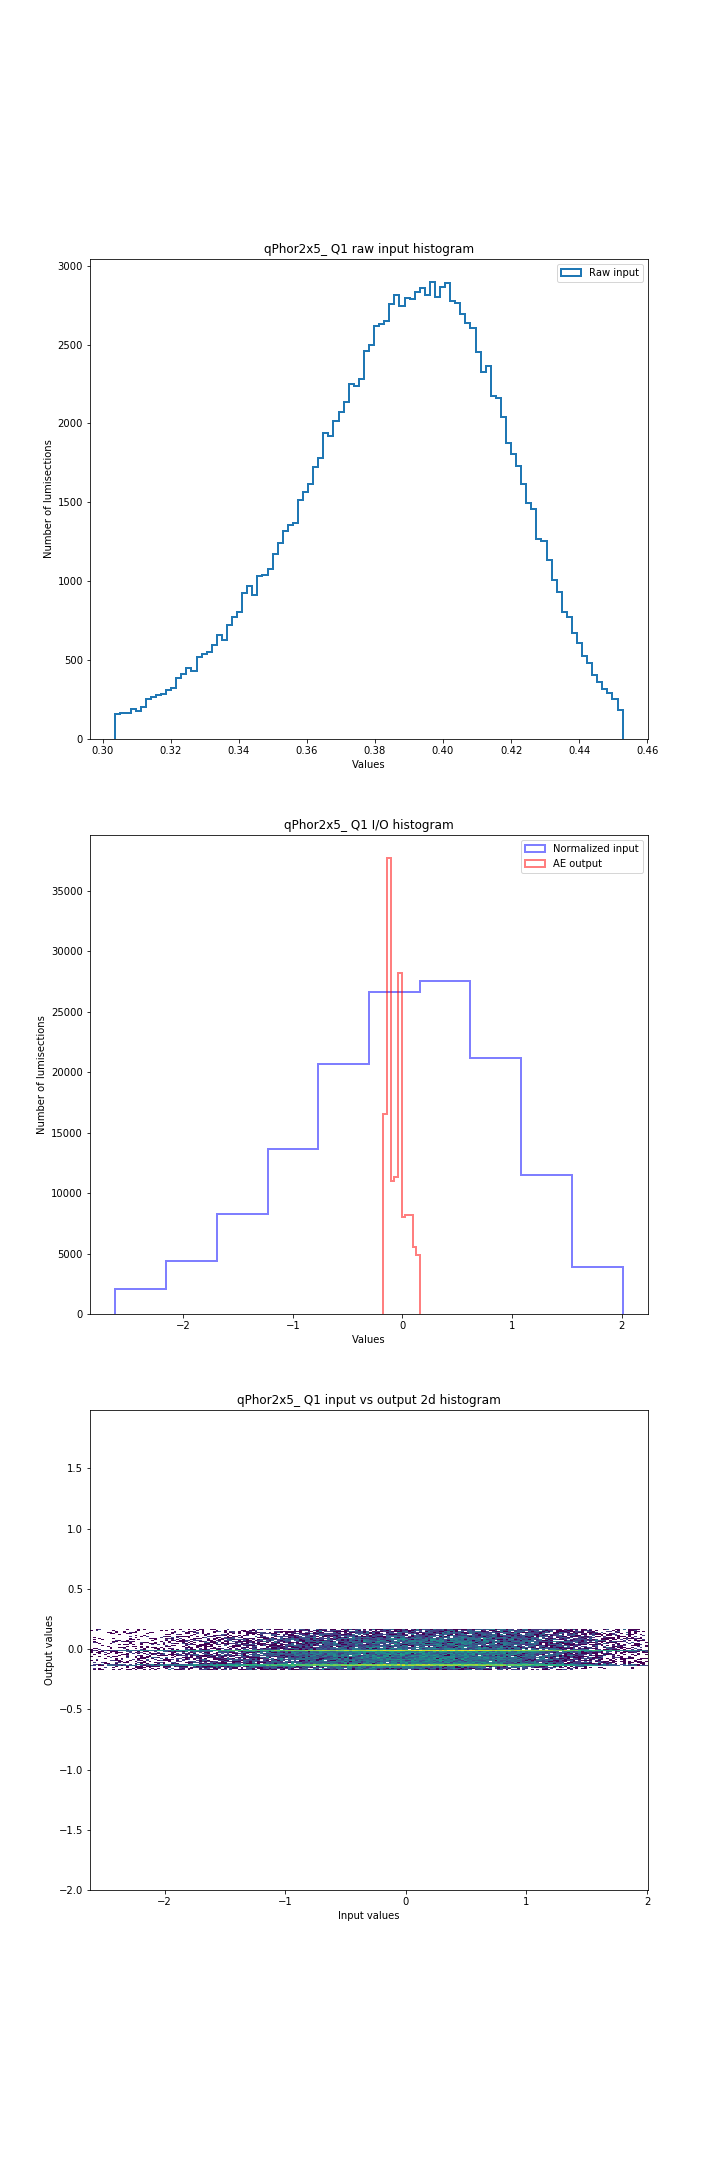 qPhor2x5_ Q1 raw input histogram
Raw input
3000
2500
2000
1500
1000
500
0
Number of lumisections
0.30 0.32 0.34 0.36 0.38 0.40 0.42 0.44 0.46
Values
qPhor2x5_ Q1 I/O histogram
Normalized input
AE output
35000
30000
25000
20000
15000
10000
5000
0
Number of lumisections
−2 −1 0 1 2
Values
qPhor2x5_ Q1 input vs output 2d histogram
1.5
1.0
0.5
0.0
−0.5
−1.0
−1.5
−2.0
Output values
−2 −1 0 1 2
Input values